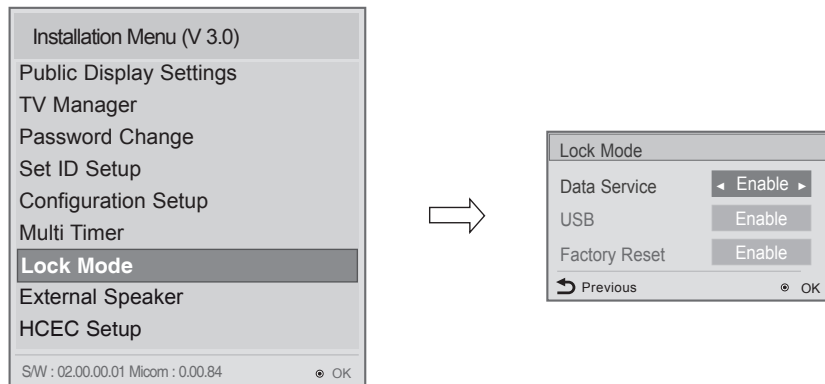 Installation Menu (V 3.0)
Public Display Settings
TV Manager
Password Change
Set ID Setup
Configuration Setup
Multi Timer
Lock Mode
External Speaker
HCEC Setup
S/W : 02.00.00.01 Micom : 0.00.84 OK
Lock Mode
Data Service Enable
USB Enable
Factory Reset Enable
Previous OK